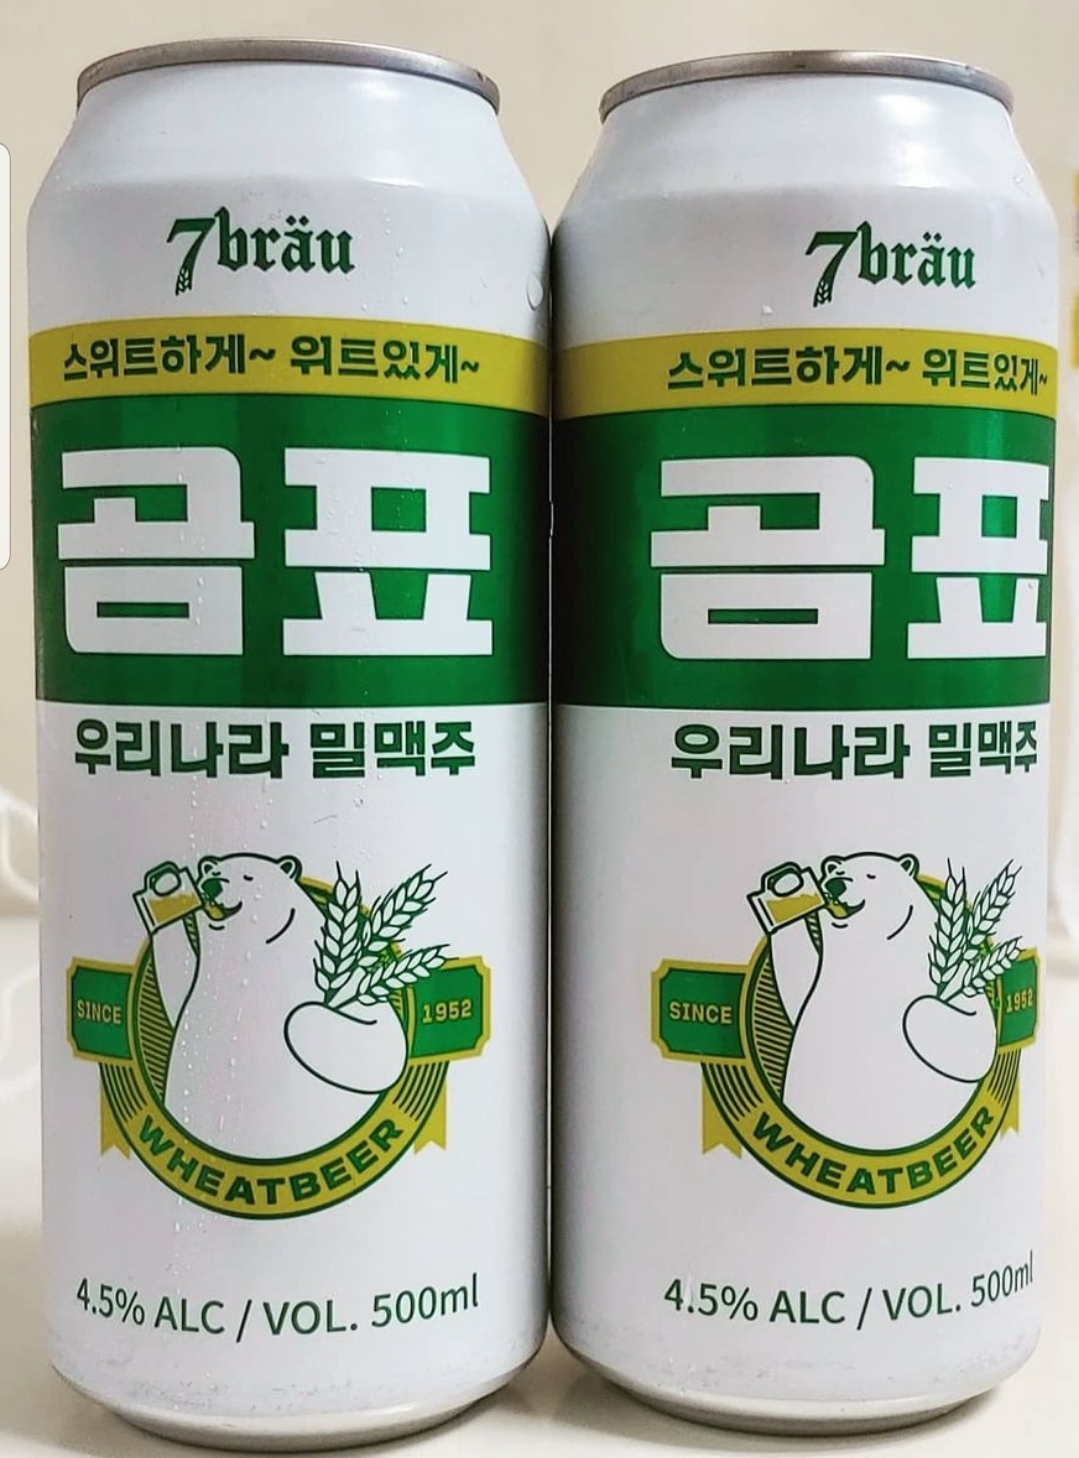 7bräu
스위트하게~ 위트있게~
곰표
우리나라 밀맥주
SINCE 1952
WHEATBEER
4.5% ALC / VOL. 500ml
7bräu
스위트하게~ 위트있게~
곰표
우리나라 밀맥주
SINCE 1952
WHEATBEER
4.5% ALC / VOL. 500ml